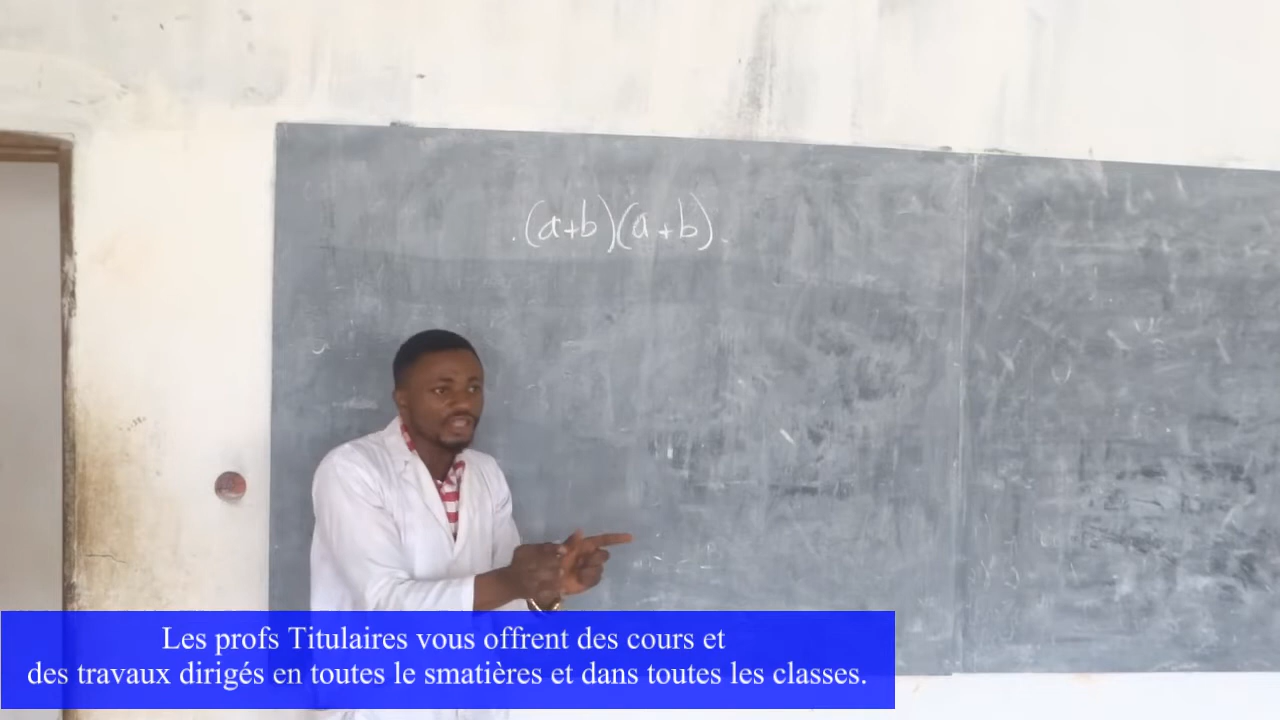 .(a+b)(a+b).
Les profs Titulaires vous offrent des cours et
des travaux dirigés en toutes le smatières et dans toutes les classes.